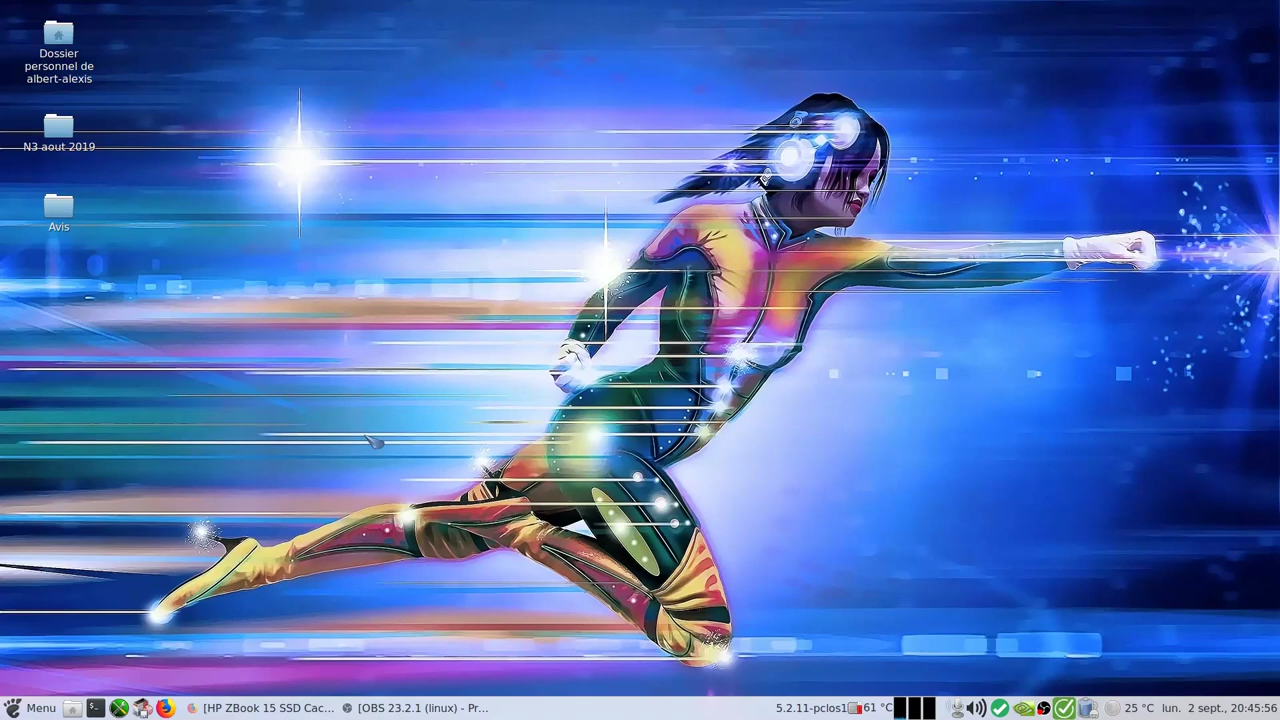 Dossier
personnel de
albert-alexis
N3 aout 2019
Avis
Menu
[HP ZBook 15 SSD Cac...
[OBS 23.2.1 (linux) - Pr...
5.2.11-pclos1
61 °C
25 °C
lun. 2 sept., 20:45:56